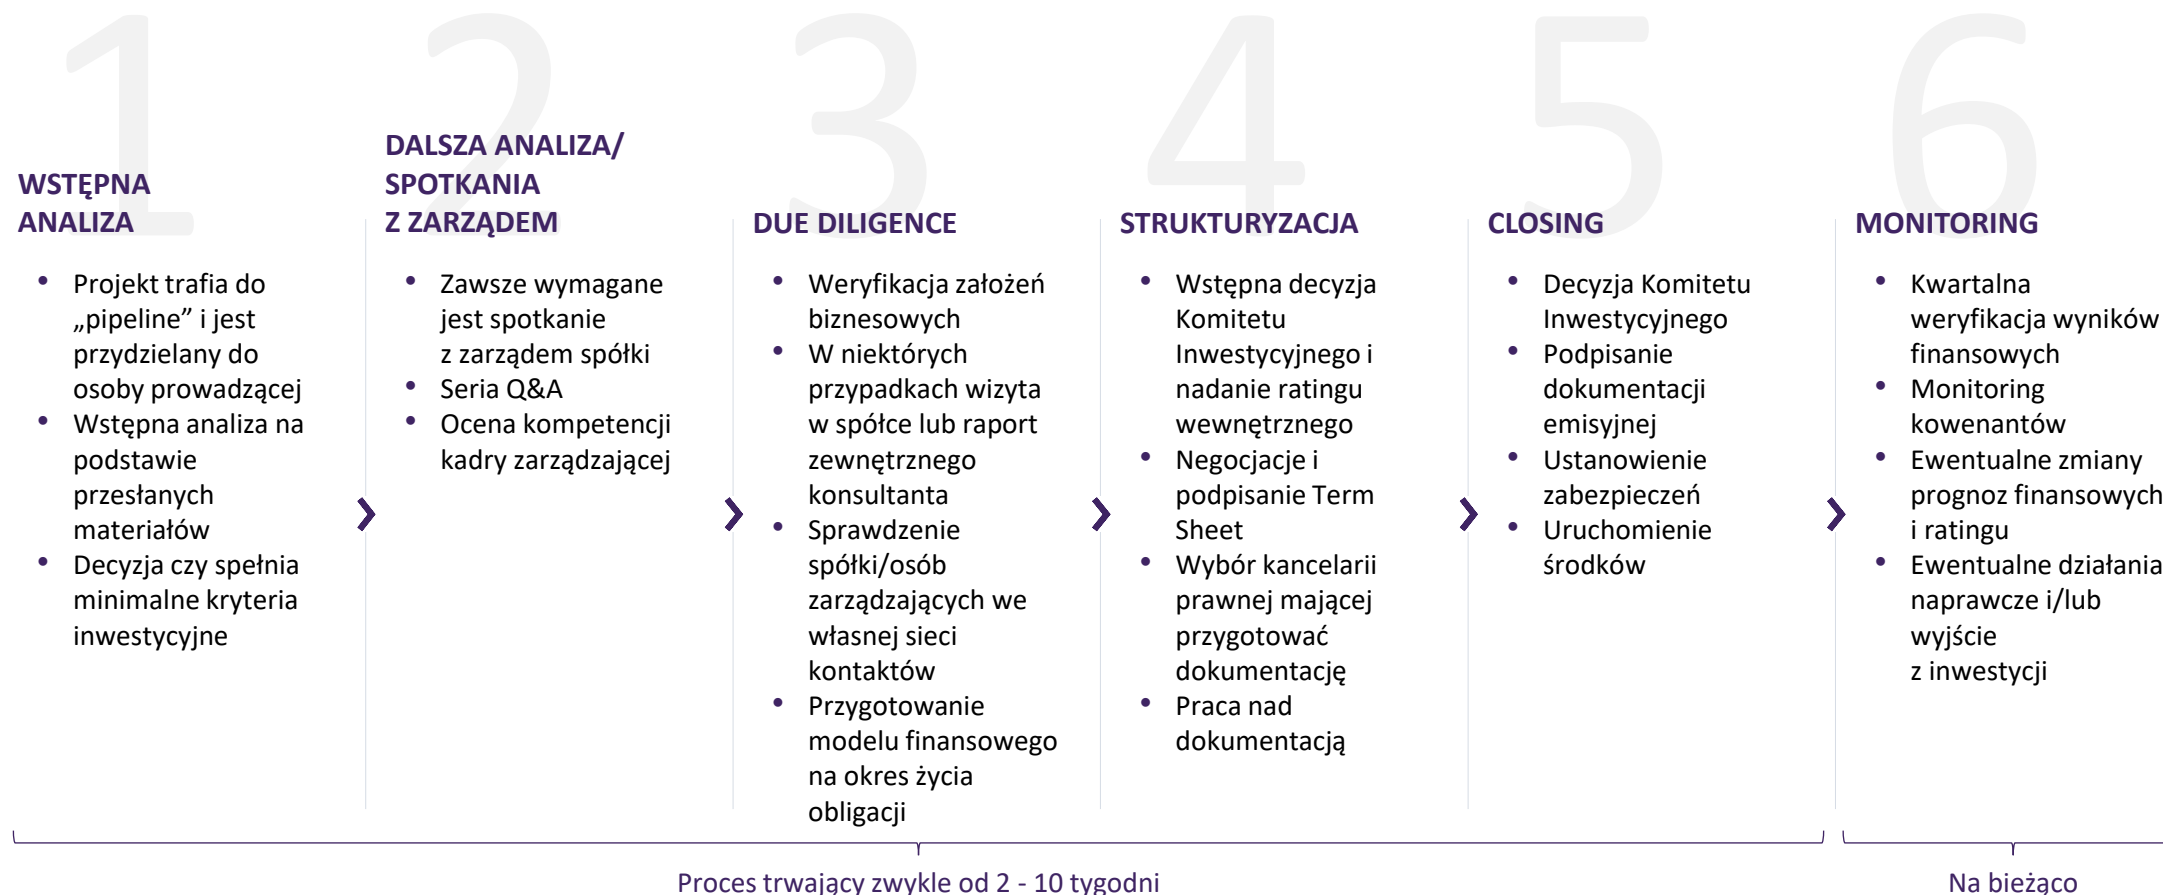 1
WSTĘPNA
ANALIZA
• Projekt trafia do
„pipeline” i jest
przydzielany do
osoby prowadzącej
• Wstępna analiza na
podstawie
przesłanych
materiałów
• Decyzja czy spełnia
minimalne kryteria
inwestycyjne
2
DALSZA ANALIZA/
SPOTKANIA
Z ZARZĄDEM
• Zawsze wymagane
jest spotkanie
z zarządem spółki
• Seria Q&A
• Ocena kompetencji
kadry zarządzającej
3
DUE DILIGENCE
• Weryfikacja założeń
biznesowych
• W niektórych
przypadkach wizyta
w spółce lub raport
zewnętrznego
konsultanta
• Sprawdzenie
spółki/osób
zarządzających we
własnej sieci
kontaktów
• Przygotowanie
modelu finansowego
na okres życia
obligacji
4
STRUKTURYZACJA
• Wstępna decyzja
Komitetu
Inwestycyjnego i
nadanie ratingu
wewnętrznego
• Negocjacje i
podpisanie Term
Sheet
• Wybór kancelarii
prawnej mającej
przygotować
dokumentację
• Praca nad
dokumentacją
5
CLOSING
• Decyzja Komitetu
Inwestycyjnego
• Podpisanie
dokumentacji
emisyjnej
• Ustanowienie
zabezpieczeń
• Uruchomienie
środków
6
MONITORING
• Kwartalna
weryfikacja wyników
finansowych
• Monitoring
kowenantów
• Ewentualne zmiany
prognoz finansowych
i ratingu
• Ewentualne działania
naprawcze i/lub
wyjście
z inwestycji
Proces trwający zwykle od 2 - 10 tygodni
Na bieżąco